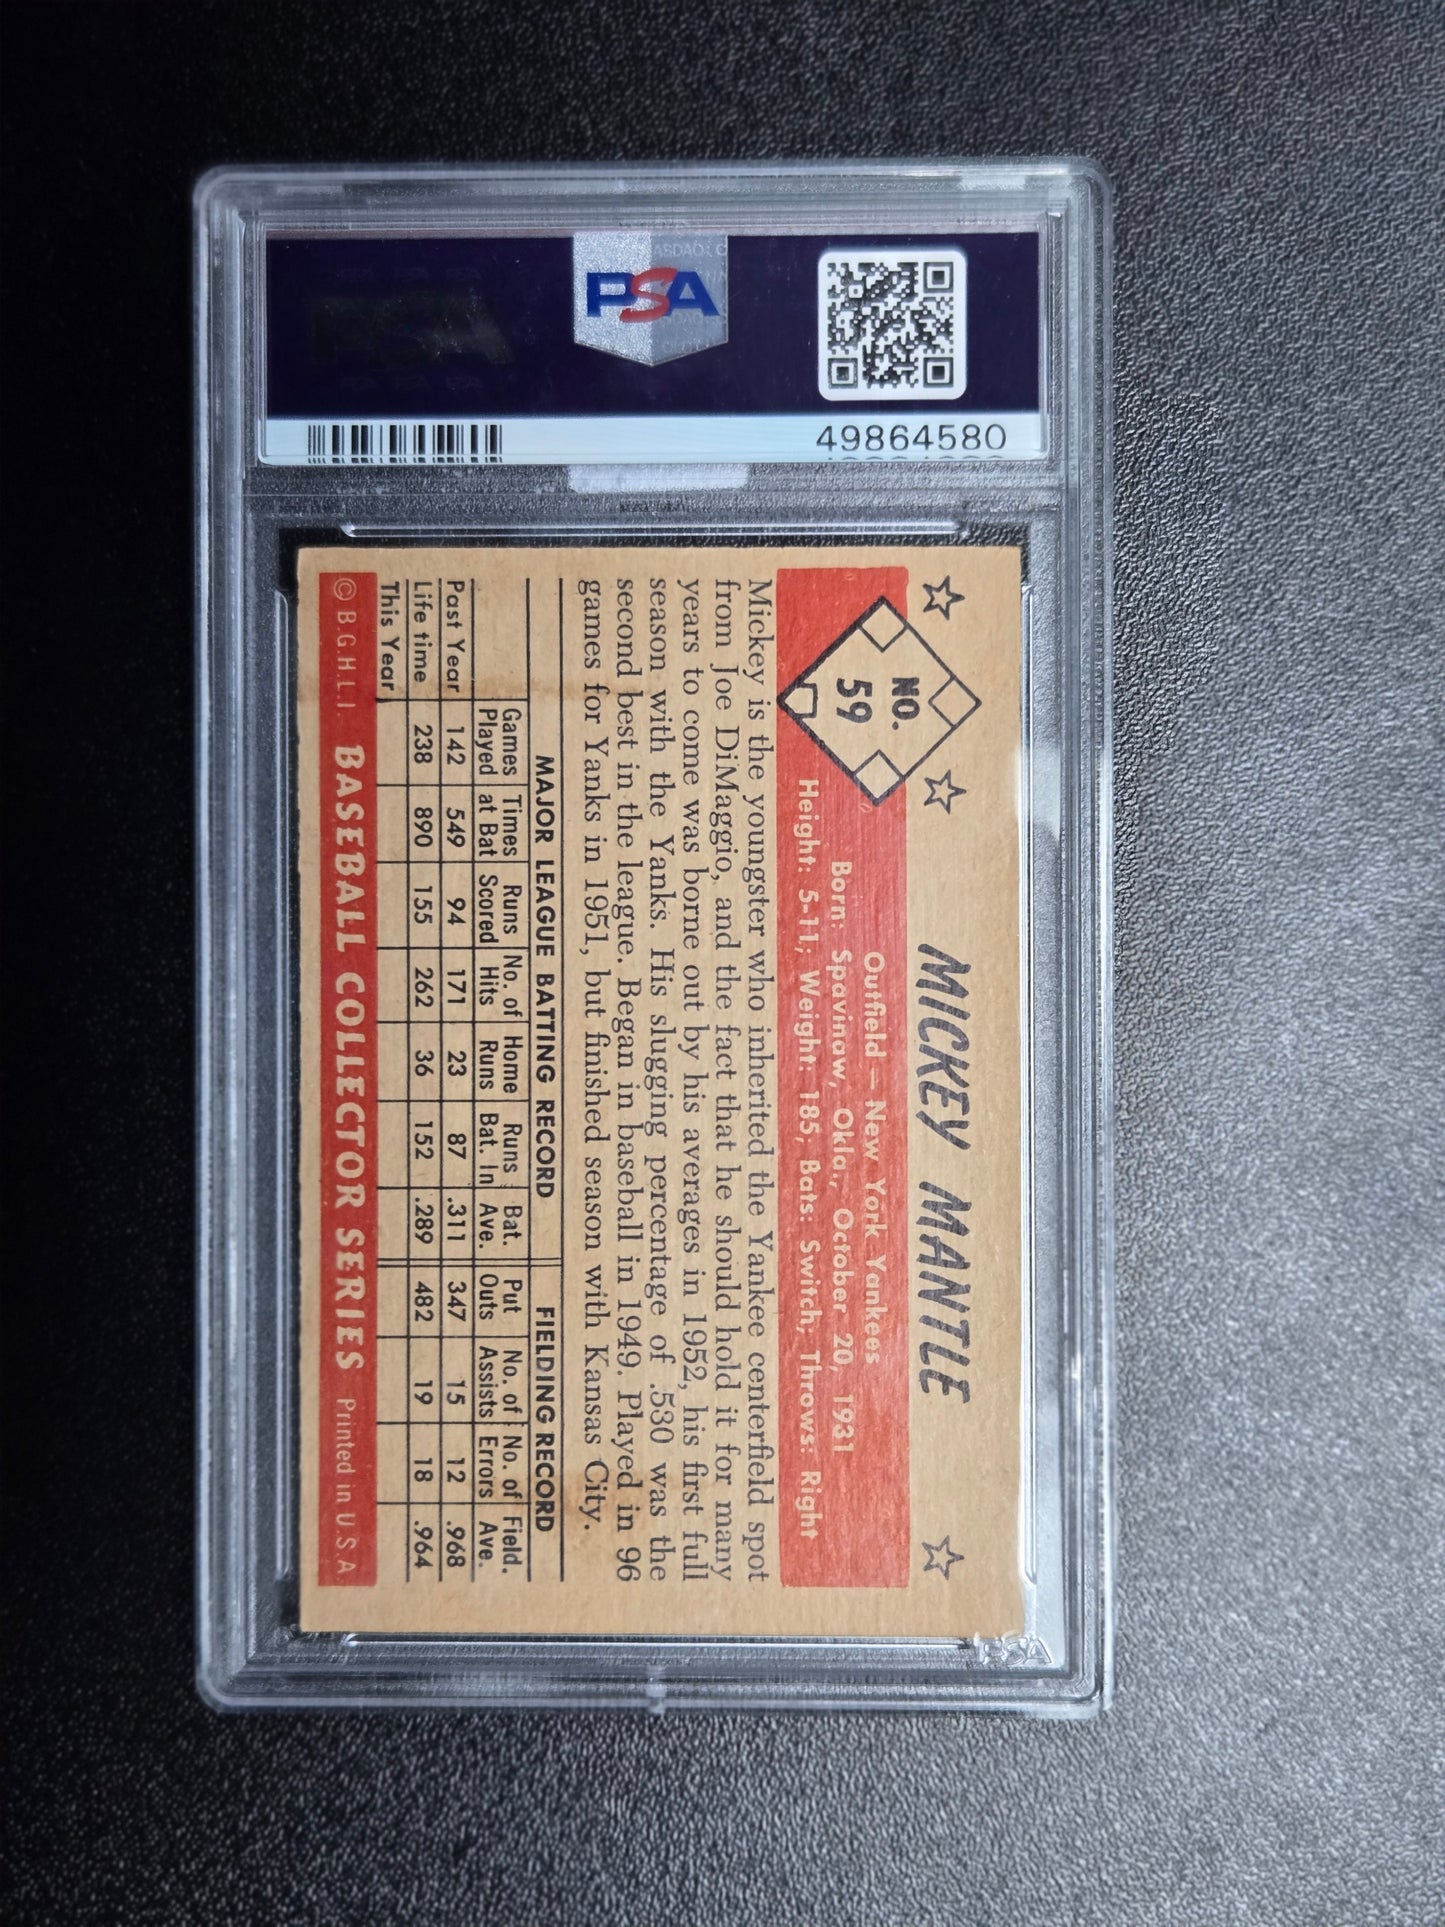 PSA
49864580
MICKEY MANTLE
NO.
59
Outfield — New York Yankees
Born: Spavinaw, Okla., October 20, 1931
Height: 5-11; Weight: 185; Bats: Switch; Throws: Right
Mickey is the youngster who inherited the Yankee centerfield spot
from Joe DiMaggio, and the fact that he should hold it for many
years to come was borne out by his averages in 1952, his first full
season with the Yanks. His slugging percentage of .530 was the
second best in the league. Began in baseball in 1949. Played in 96
games for Yanks in 1951, but finished season with Kansas City.
MAJOR LEAGUE BATTING RECORD FIELDING RECORD
Games Times Runs No. of Home Runs Bat. Put No. of No. of Field.
Played at Bat Scored Hits Runs Bat. In Ave. Outs Assists Errors Ave.
Past Year 142 549 94 171 23 87 .311 347 15 12 .968
Life time 238 890 155 262 36 152 .289 482 19 18 .964
This Year
© B.G.H.L.I. BASEBALL COLLECTOR SERIES Printed in U.S.A.
PSA